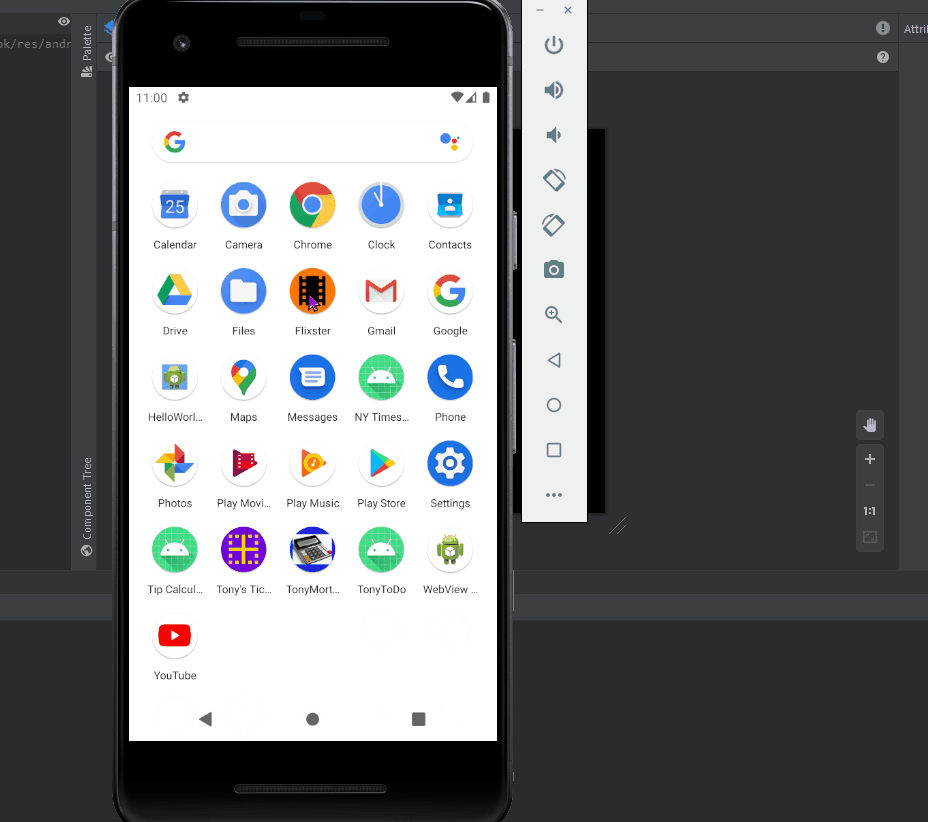 ok/res/andr
Palette
Attri
11:00
25
Calendar Camera Chrome Clock Contacts
Drive Files Flixster Gmail Google
HelloWorl... Maps Messages NY Times... Phone
Photos Play Movi... Play Music Play Store Settings
Tip Calcul... Tony's Tic... TonyMort... TonyToDo WebView ...
YouTube
Component Tree
1:1